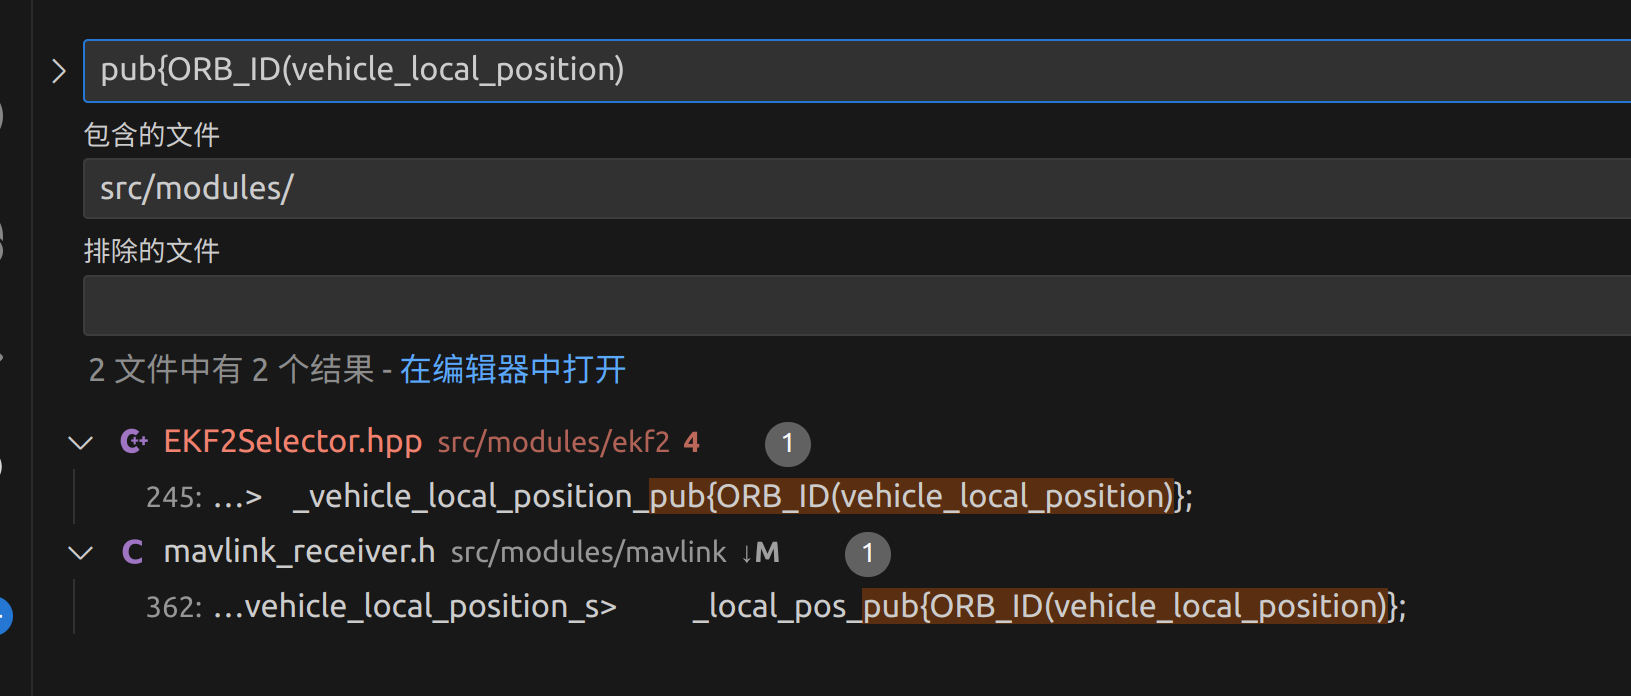 pub{ORB_ID(vehicle_local_position)
包含的文件
src/modules/
排除的文件
2 文件中有 2 个结果 - 在编辑器中打开
EKF2Selector.hpp src/modules/ekf2 4 1
245: …> _vehicle_local_position_pub{ORB_ID(vehicle_local_position)};
C mavlink_receiver.h src/modules/mavlink ↓M 1
362: …vehicle_local_position_s> _local_pos_pub{ORB_ID(vehicle_local_position)};